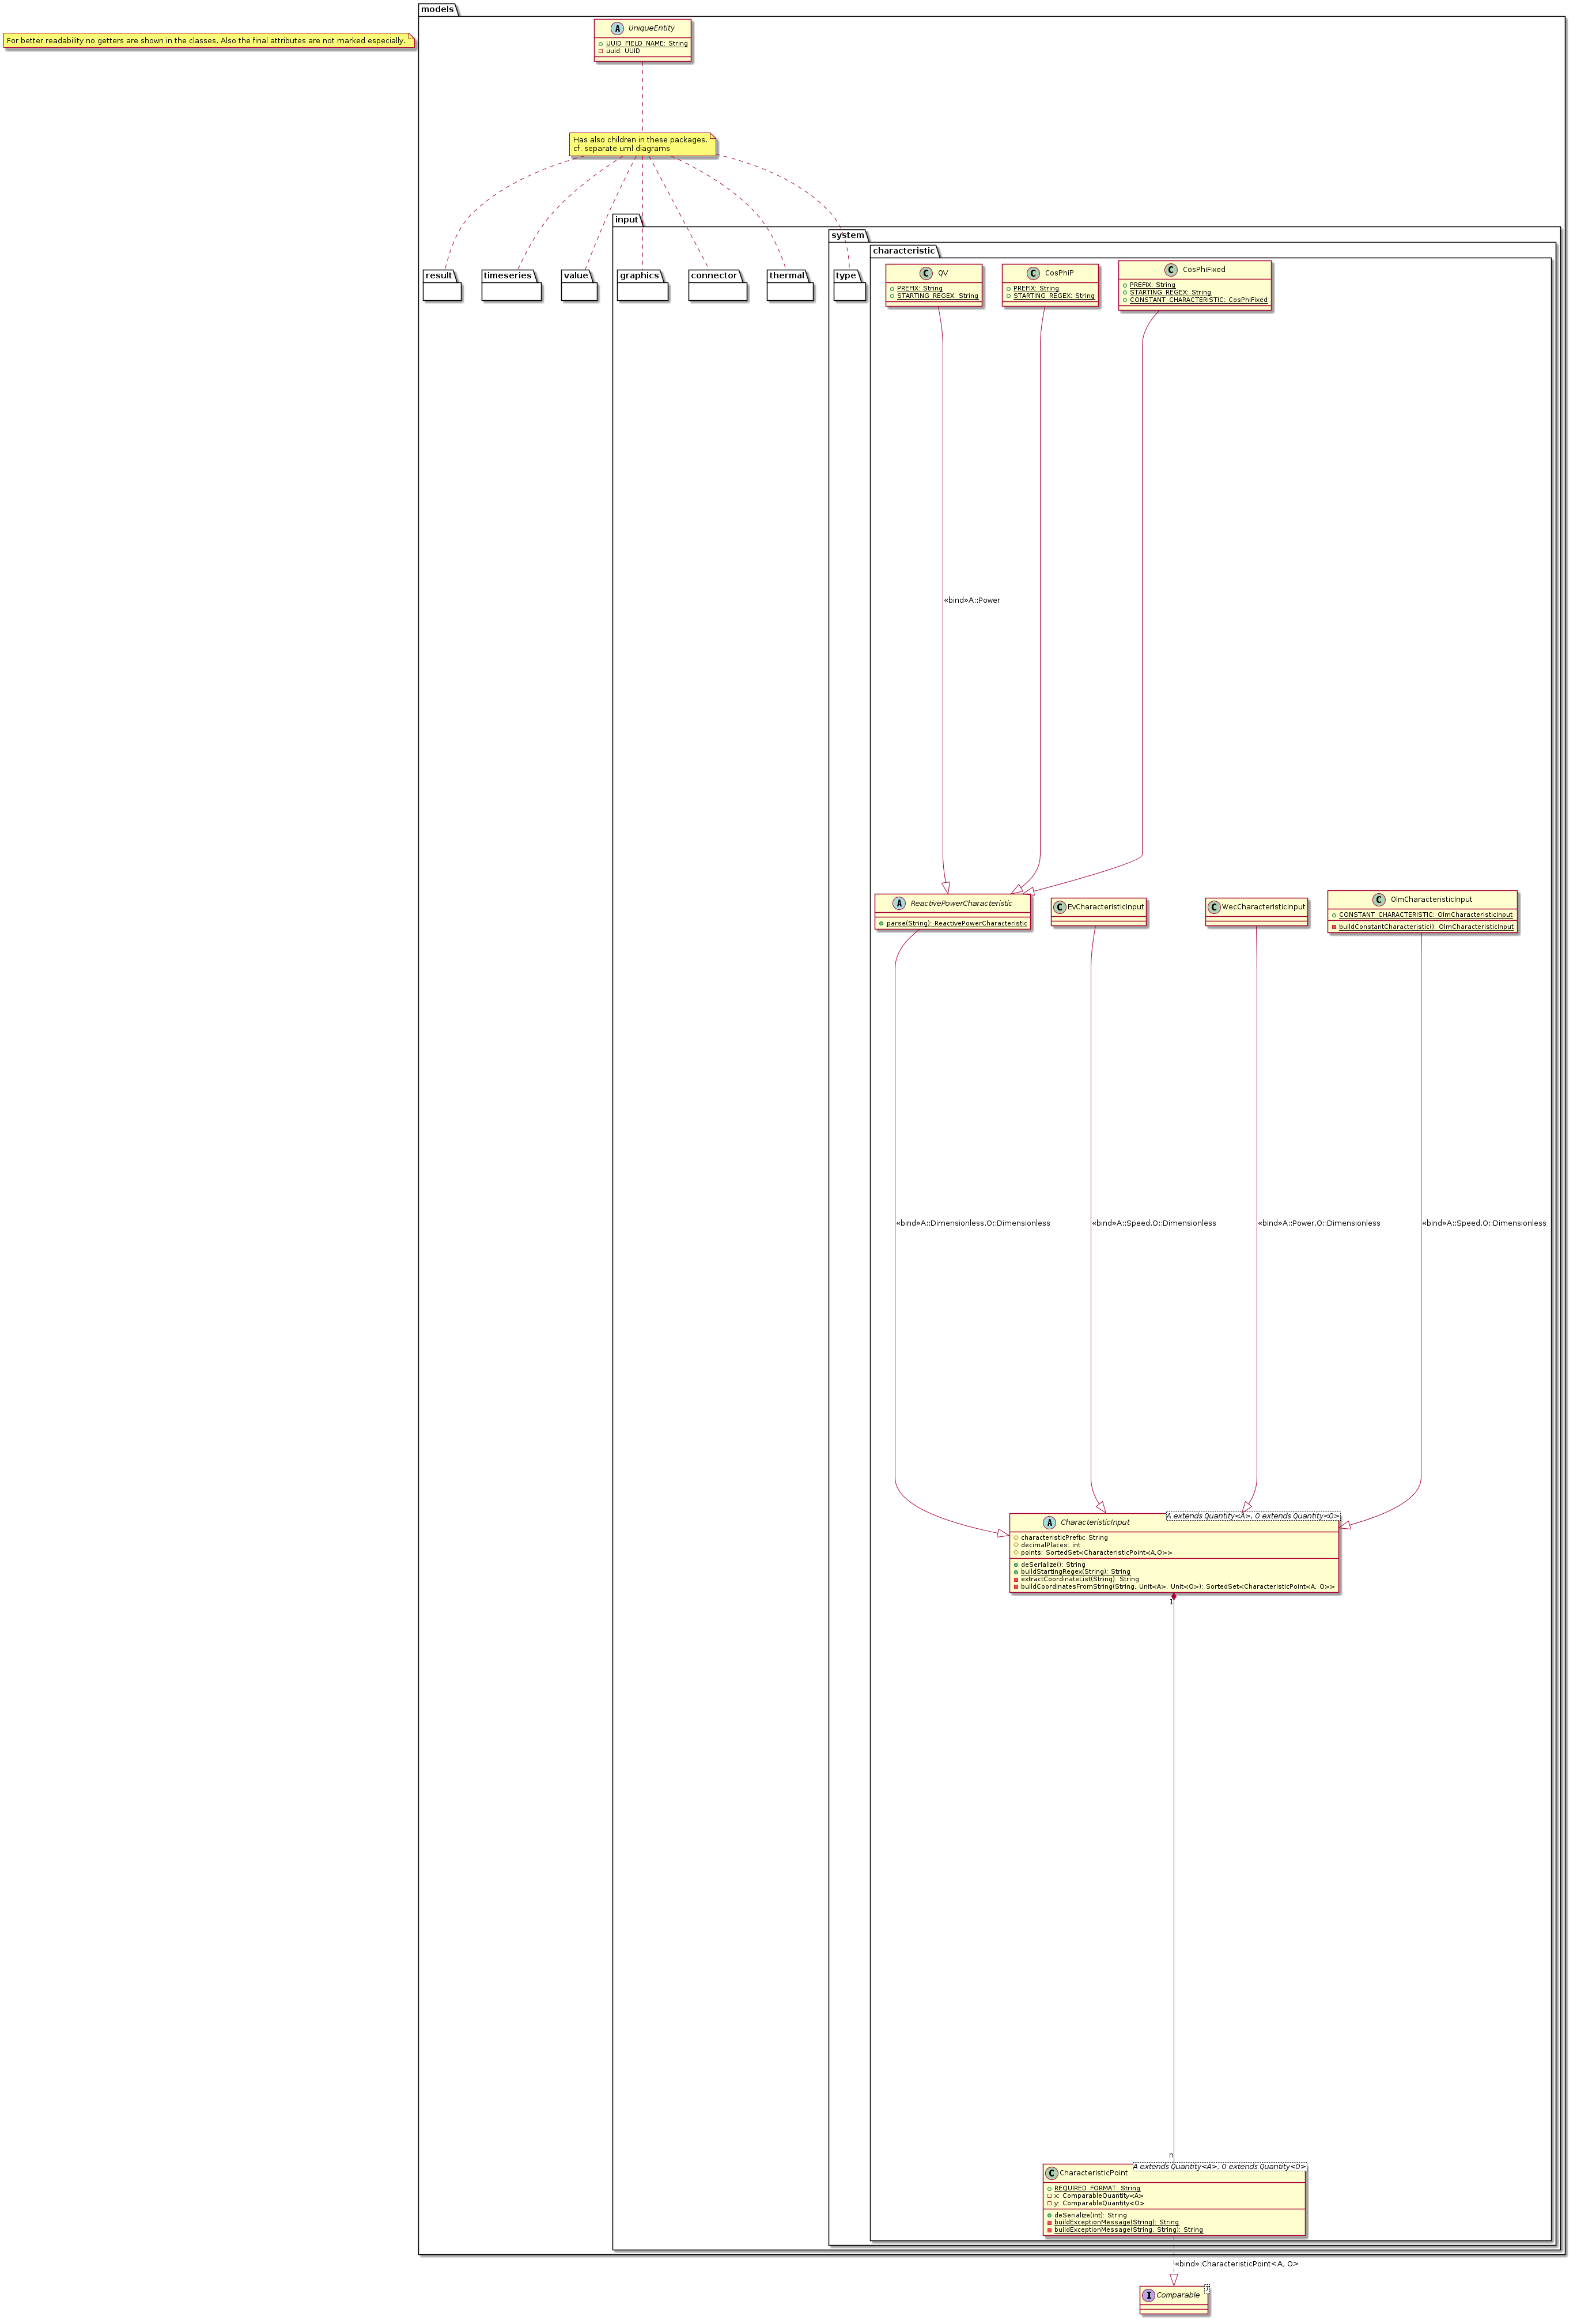 models
For better readability no getters are shown in the classes. Also the final attributes are not marked especially.
A UniqueEntity
UUID_FIELD_NAME: String
uuid: UUID
Has also children in these packages.
cf. separate uml diagrams
input
system
characteristic
result
timeseries
value
graphics
connector
thermal
type
C QV
PREFIX: String
STARTING_REGEX: String
C CosPhiP
PREFIX: String
STARTING_REGEX: String
C CosPhiFixed
PREFIX: String
STARTING_REGEX: String
CONSTANT_CHARACTERISTIC: CosPhiFixed
«bind»A::Power
A ReactivePowerCharacteristic
parse(String): ReactivePowerCharacteristic
C EvCharacteristicInput
C WecCharacteristicInput
C OlmCharacteristicInput
CONSTANT_CHARACTERISTIC: OlmCharacteristicInput
buildConstantCharacteristic(): OlmCharacteristicInput
«bind»A::Dimensionless,O::Dimensionless
«bind»A::Speed,O::Dimensionless
«bind»A::Power,O::Dimensionless
«bind»A::Speed,O::Dimensionless
A CharacteristicInput
A extends Quantity<A>, O extends Quantity<O>
characteristicPrefix: String
decimalPlaces: int
points: SortedSet<CharacteristicPoint<A,O>>
deSerialize(): String
buildStartingRegex(String): String
extractCoordinateList(String): String
buildCoordinatesFromString(String, Unit<A>, Unit<O>): SortedSet<CharacteristicPoint<A, O>>
1
n
C CharacteristicPoint
A extends Quantity<A>, O extends Quantity<O>
REQUIRED_FORMAT: String
x: ComparableQuantity<A>
y: ComparableQuantity<O>
deSerialize(int): String
buildExceptionMessage(String): String
buildExceptionMessage(String, String): String
«bind»:CharacteristicPoint<A, O>
I Comparable
T